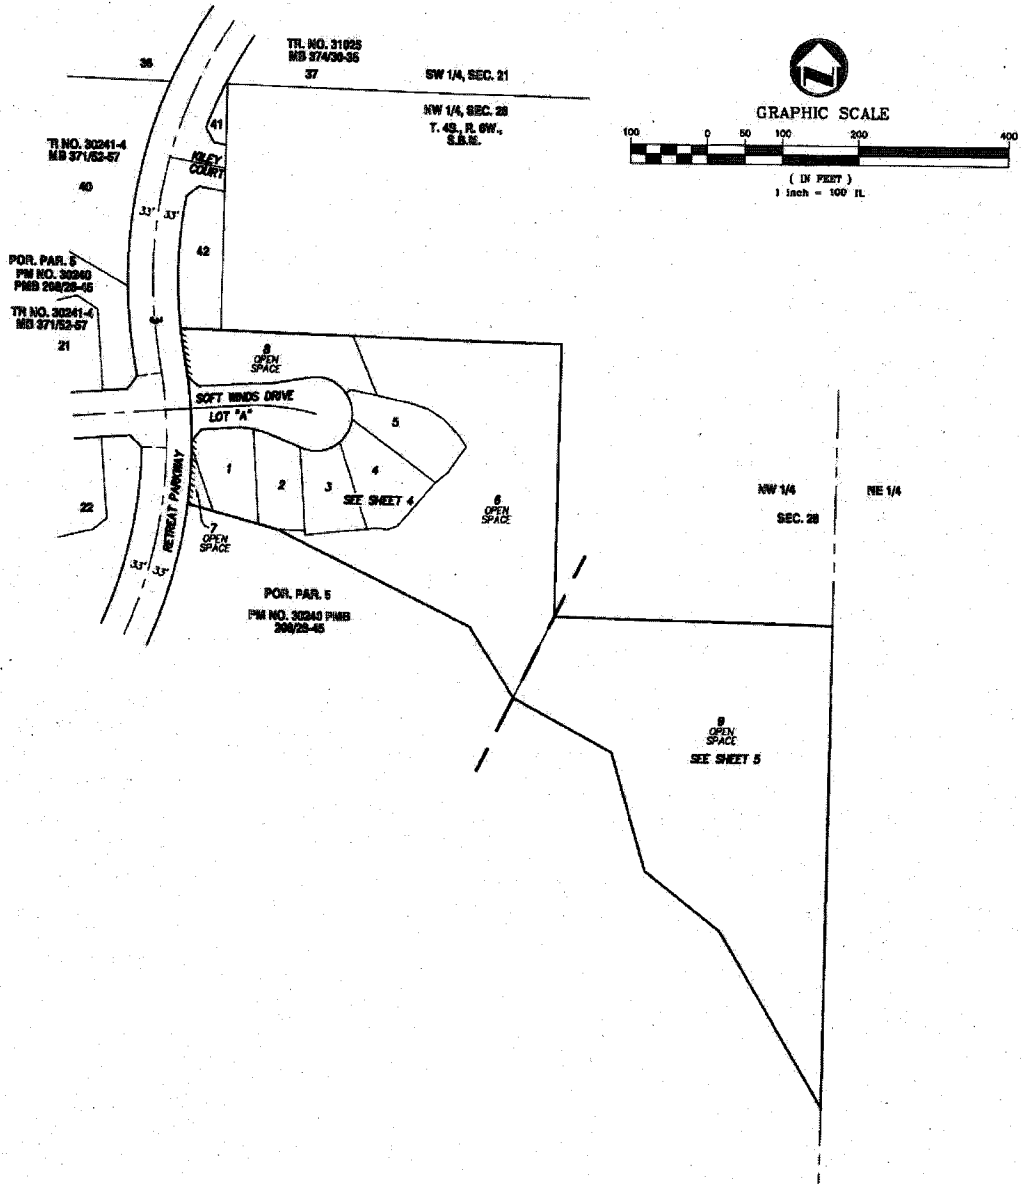 TR. NO. 31025
MB 374/30-35
36
37
SW 1/4, SEC. 21
NW 1/4, SEC. 28
T. 4S., R. 6W.,
S.B.M.
GRAPHIC SCALE
100 0 50 100 200 400
( IN FEET )
1 inch = 100 ft.
41
TR NO. 30241-4
MB 371/52-57
KILEY
COURT
40
33' 33'
42
POR. PAR. 5
PM NO. 30240
PMB 208/28-45
TR NO. 30241-4
MB 371/52-57
21
8
OPEN
SPACE
SOFT WINDS DRIVE
LOT "A"
5
1
2
3
4
SEE SHEET 4
6
OPEN
SPACE
NW 1/4
NE 1/4
SEC. 28
22
RETREAT PARKWAY
7
OPEN
SPACE
33' 33'
POR. PAR. 5
PM NO. 30240 PMB
208/28-45
9
OPEN
SPACE
SEE SHEET 5